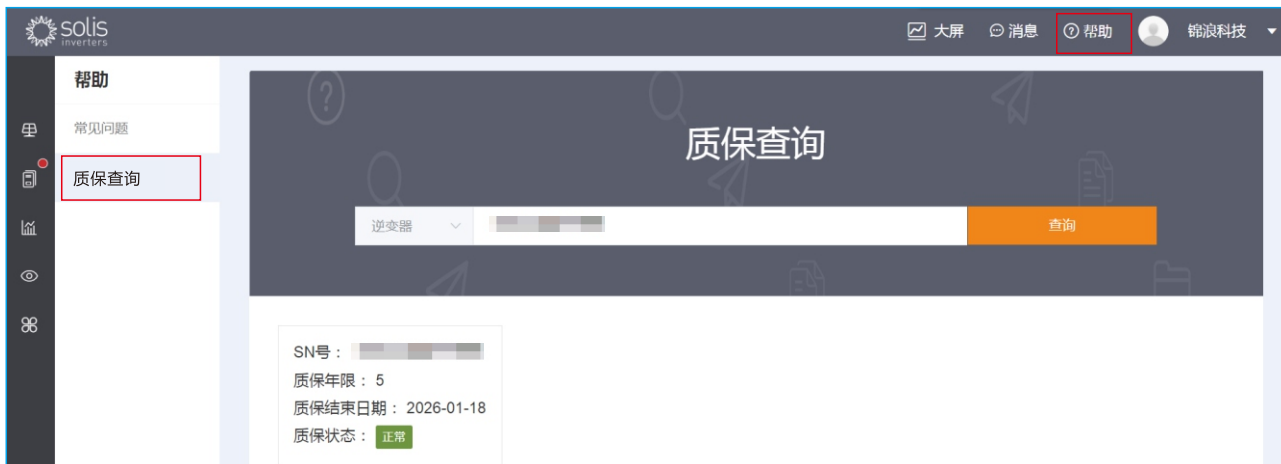 solis
inverters
大屏
消息
帮助
锦浪科技
帮助
常见问题
质保查询
质保查询
逆变器
查询
SN号：
质保年限： 5
质保结束日期： 2026-01-18
质保状态： 正常